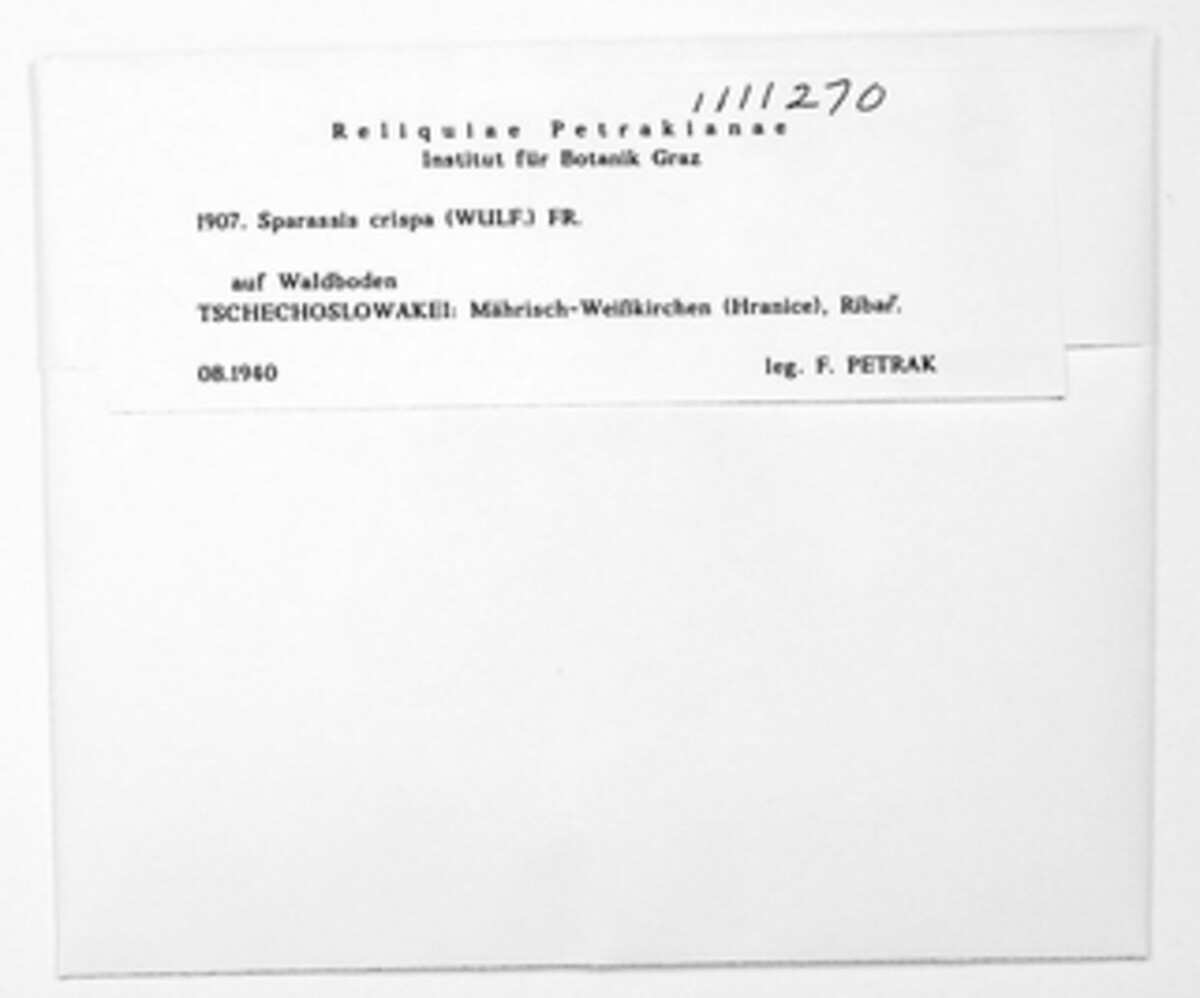 1111270
Reliquiae Petrakianae
Institut für Botanik Graz
1907. Sparassis crispa (WULF.) FR.
auf Waldboden
TSCHECHOSLOWAKEI: Mährisch-Weißkirchen (Hranice), Ribař.
08.1940
leg. F. PETRAK